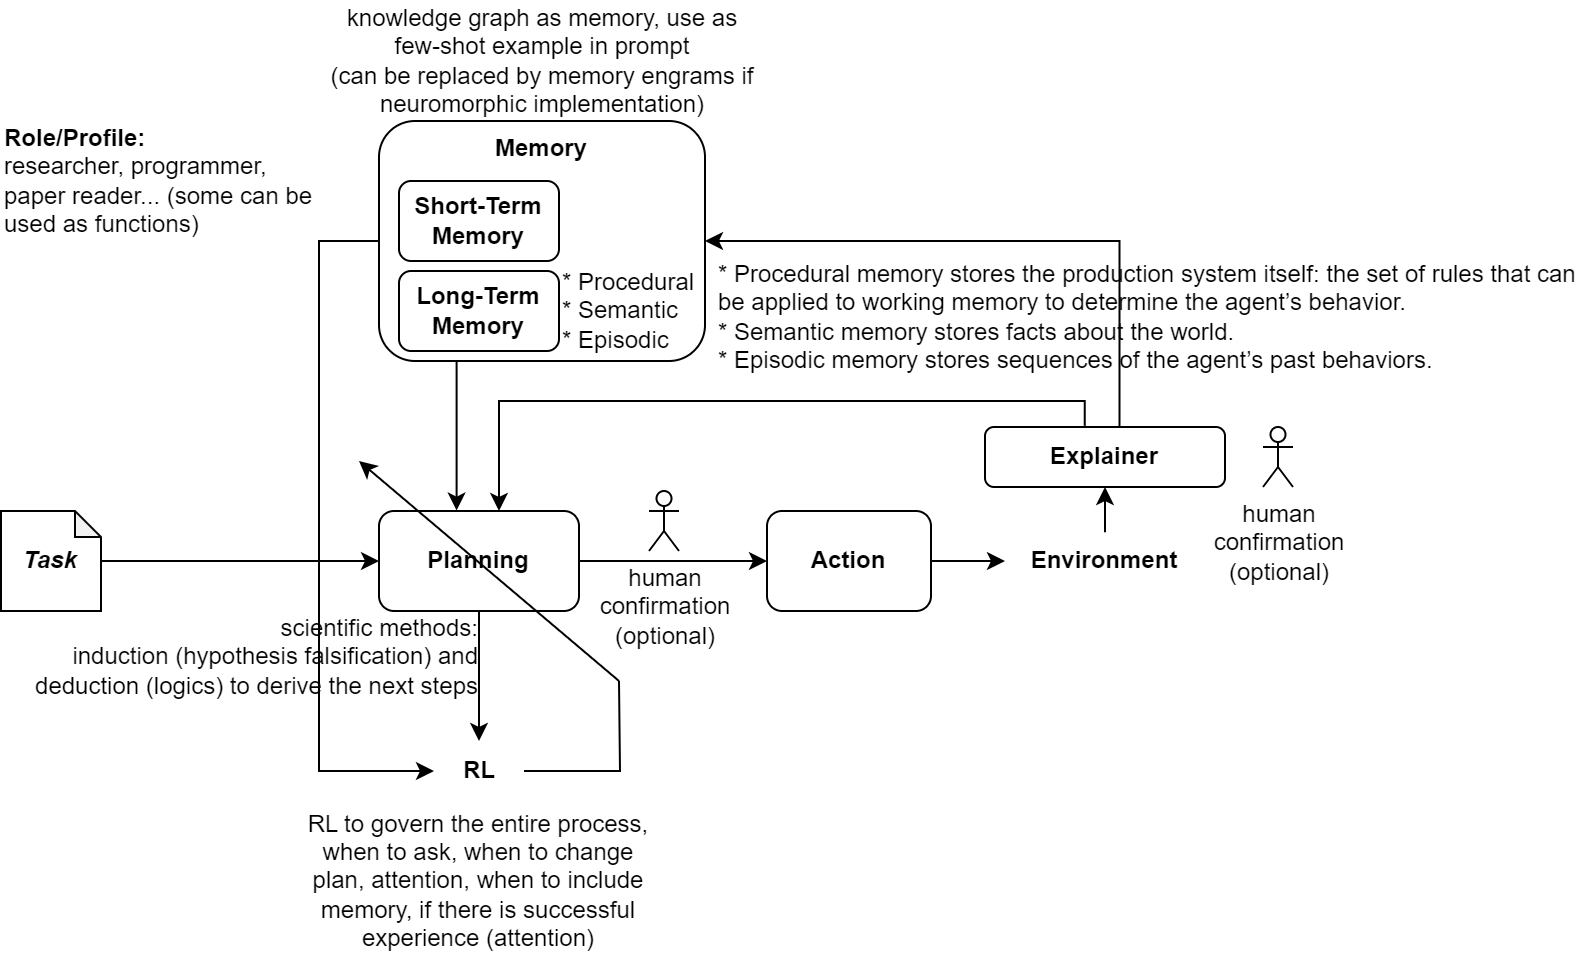 knowledge graph as memory, use as
few-shot example in prompt
(can be replaced by memory engrams if
neuromorphic implementation)
Role/Profile:
researcher, programmer,
paper reader... (some can be
used as functions)
Memory
Short-Term
Memory
Long-Term
Memory
* Procedural
* Semantic
* Episodic
* Procedural memory stores the production system itself: the set of rules that can
be applied to working memory to determine the agent’s behavior.
* Semantic memory stores facts about the world.
* Episodic memory stores sequences of the agent’s past behaviors.
Explainer
human
confirmation
(optional)
Task
Planning
human
confirmation
(optional)
Action
Environment
scientific methods:
induction (hypothesis falsification) and
deduction (logics) to derive the next steps
RL
RL to govern the entire process,
when to ask, when to change
plan, attention, when to include
memory, if there is successful
experience (attention)